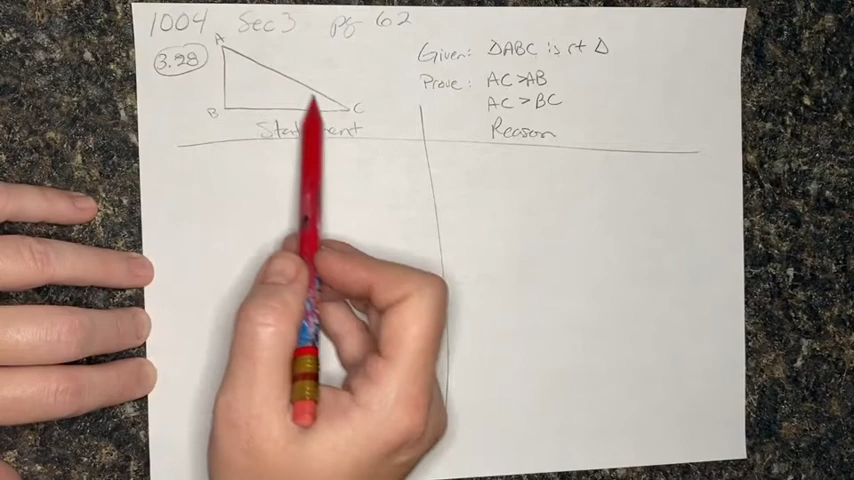 1004 Sec 3 pg 62
3.28
A
B
C
Given: △ABC is rt △
Prove: AC > AB
AC > BC
Statement
Reason